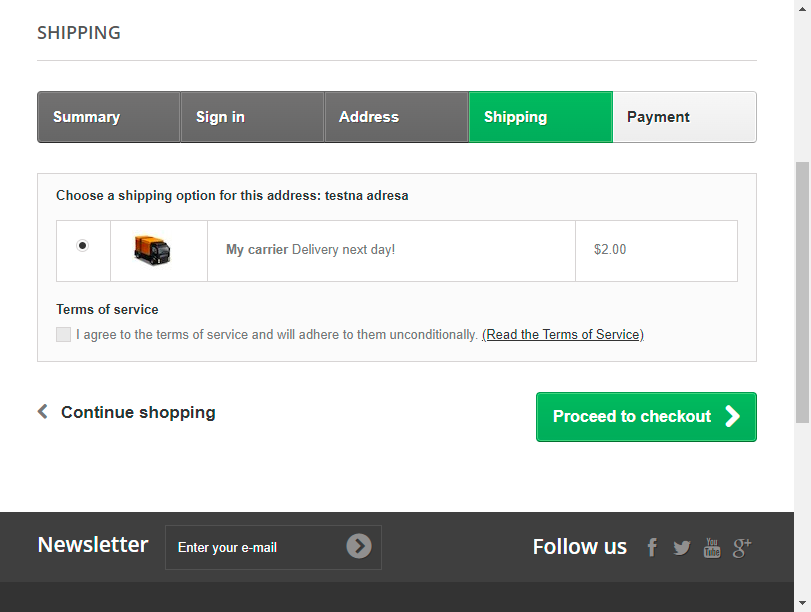 SHIPPING
Summary
Sign in
Address
Shipping
Payment
Choose a shipping option for this address: testna adresa
My carrier Delivery next day!
$2.00
Terms of service
I agree to the terms of service and will adhere to them unconditionally. (Read the Terms of Service)
Continue shopping
Proceed to checkout
Newsletter
Enter your e-mail
Follow us
You
Tube